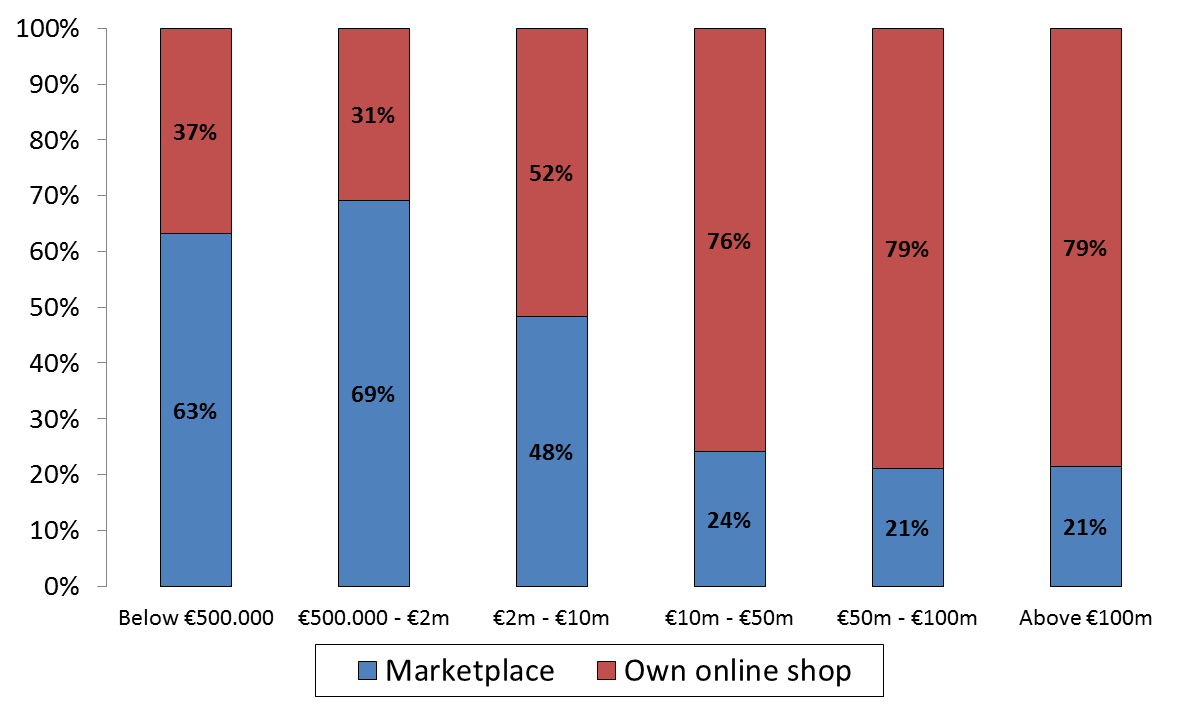 100%
90%
80%
70%
60%
50%
40%
30%
20%
10%
0%
37%
31%
52%
76%
79%
79%
63%
69%
48%
24%
21%
21%
Below €500.000
€500.000 - €2m
€2m - €10m
€10m - €50m
€50m - €100m
Above €100m
Marketplace
Own online shop